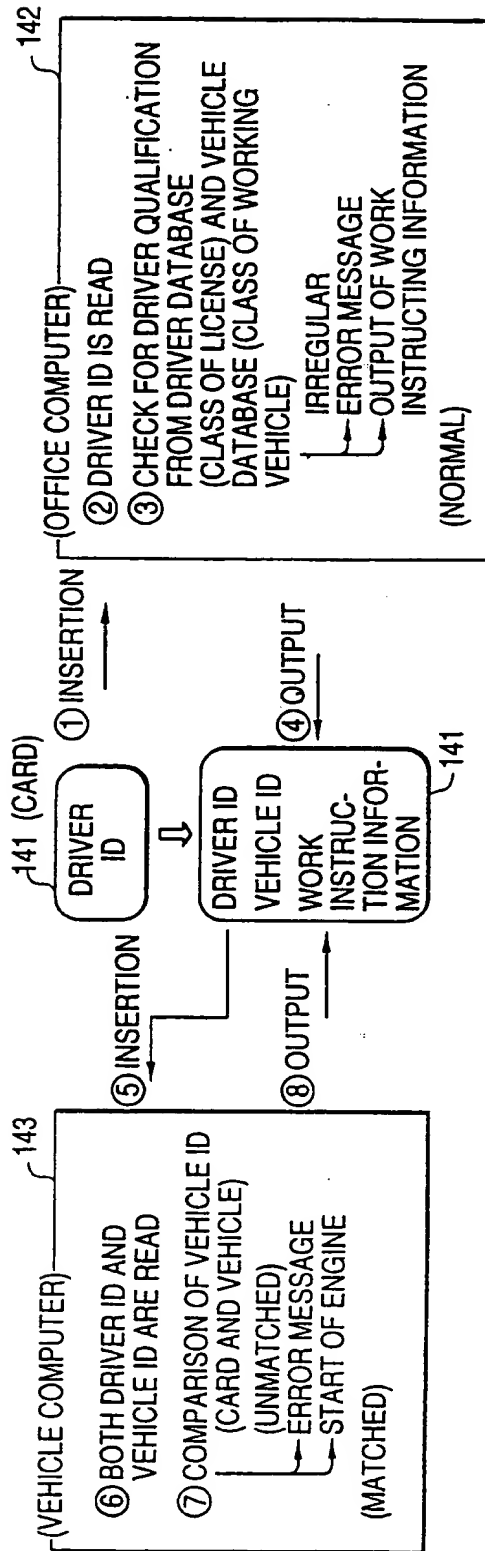 (VEHICLE COMPUTER)
143
⑥ BOTH DRIVER ID AND
VEHICLE ID ARE READ
⑦ COMPARISON OF VEHICLE ID
(CARD AND VEHICLE)
(UNMATCHED)
ERROR MESSAGE
START OF ENGINE
(MATCHED)
⑤ INSERTION
⑧ OUTPUT
141 (CARD)
DRIVER
ID
DRIVER ID
VEHICLE ID
WORK
INSTRUC-
TION INFOR-
MATION
141
① INSERTION
④ OUTPUT
(OFFICE COMPUTER)
142
② DRIVER ID IS READ
③ CHECK FOR DRIVER QUALIFICATION
FROM DRIVER DATABASE
(CLASS OF LICENSE) AND VEHICLE
DATABASE (CLASS OF WORKING
VEHICLE)
IRREGULAR
ERROR MESSAGE
OUTPUT OF WORK
INSTRUCTING INFORMATION
(NORMAL)